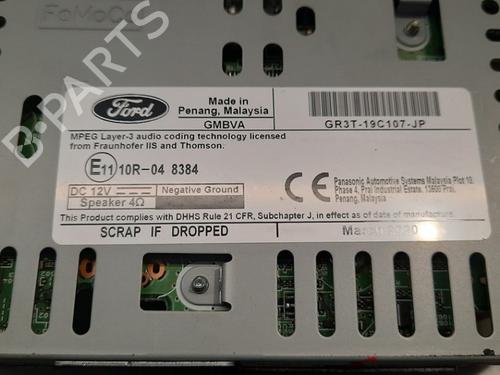 FoMoCo
B-PARTS
Ford
Made in
Penang, Malaysia
GMBVA
GR3T-19C107-JP
MPEG Layer-3 audio coding technology licensed
from Fraunhofer IIS and Thomson.
E11 10R-04 8384
DC 12V Negative Ground
Speaker 4Ω
CE
Panasonic Automotive Systems Malaysia Plot 10,
Phase 4, Prai Industrial Estate, 13600 Prai,
Penang, Malaysia
This Product complies with DHHS Rule 21 CFR, Subchapter J, in effect as of date of manufacture.
SCRAP IF DROPPED